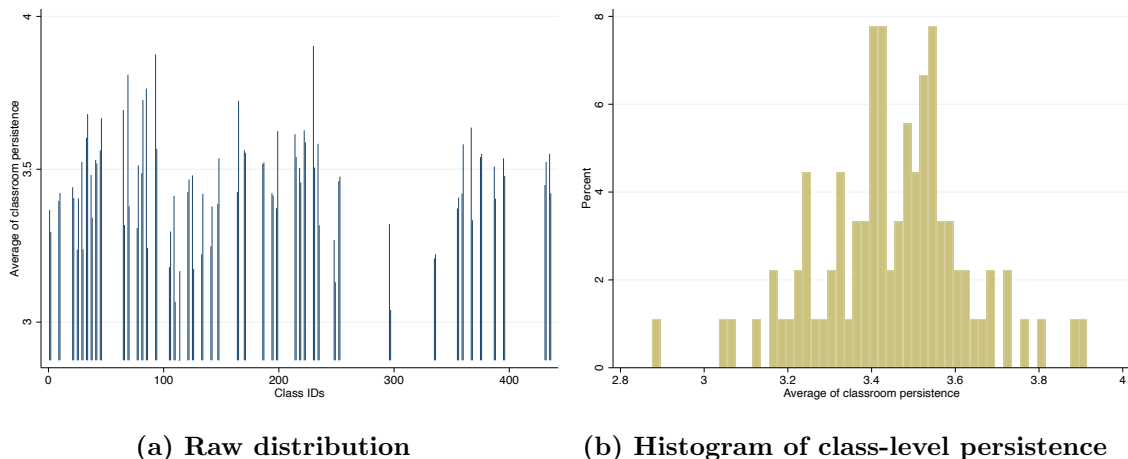 4
3.5
3
Average of classroom persistence
0 100 200 300 400
Class IDs
(a) Raw distribution
8
6
4
2
0
Percent
2.8 3 3.2 3.4 3.6 3.8 4
Average of classroom persistence
(b) Histogram of class-level persistence